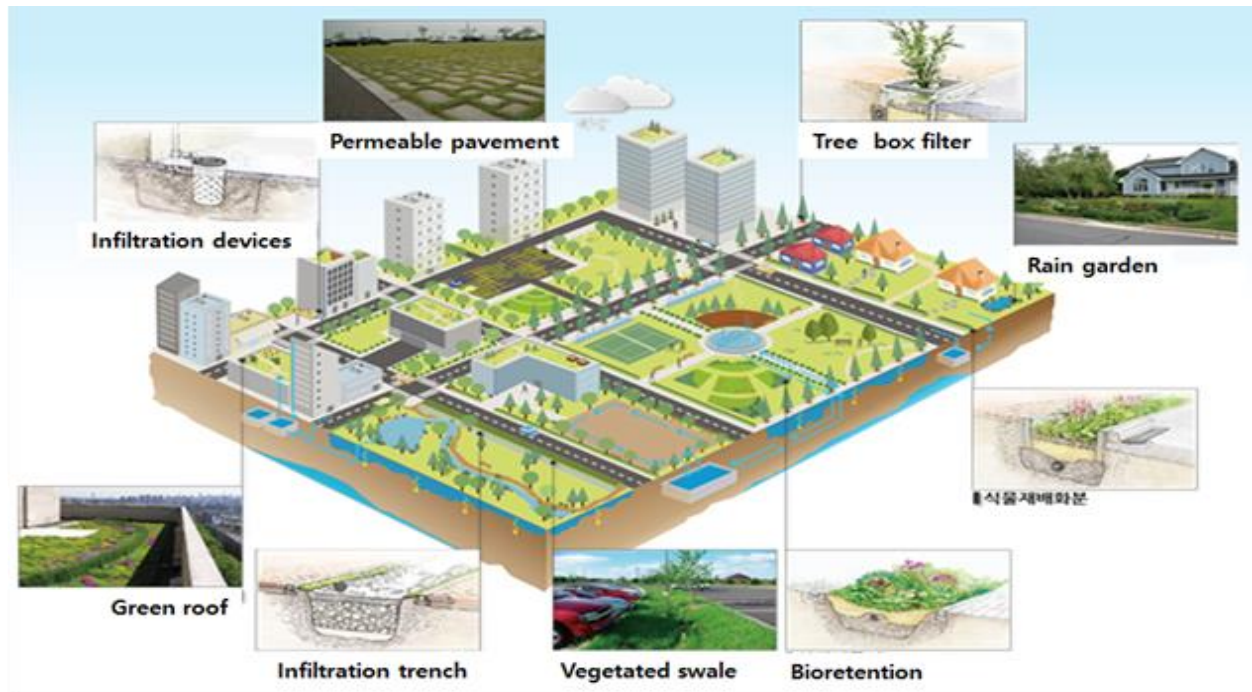 Permeable pavement
Tree box filter
Infiltration devices
Rain garden
식물재배화분
Green roof
Infiltration trench
Vegetated swale
Bioretention